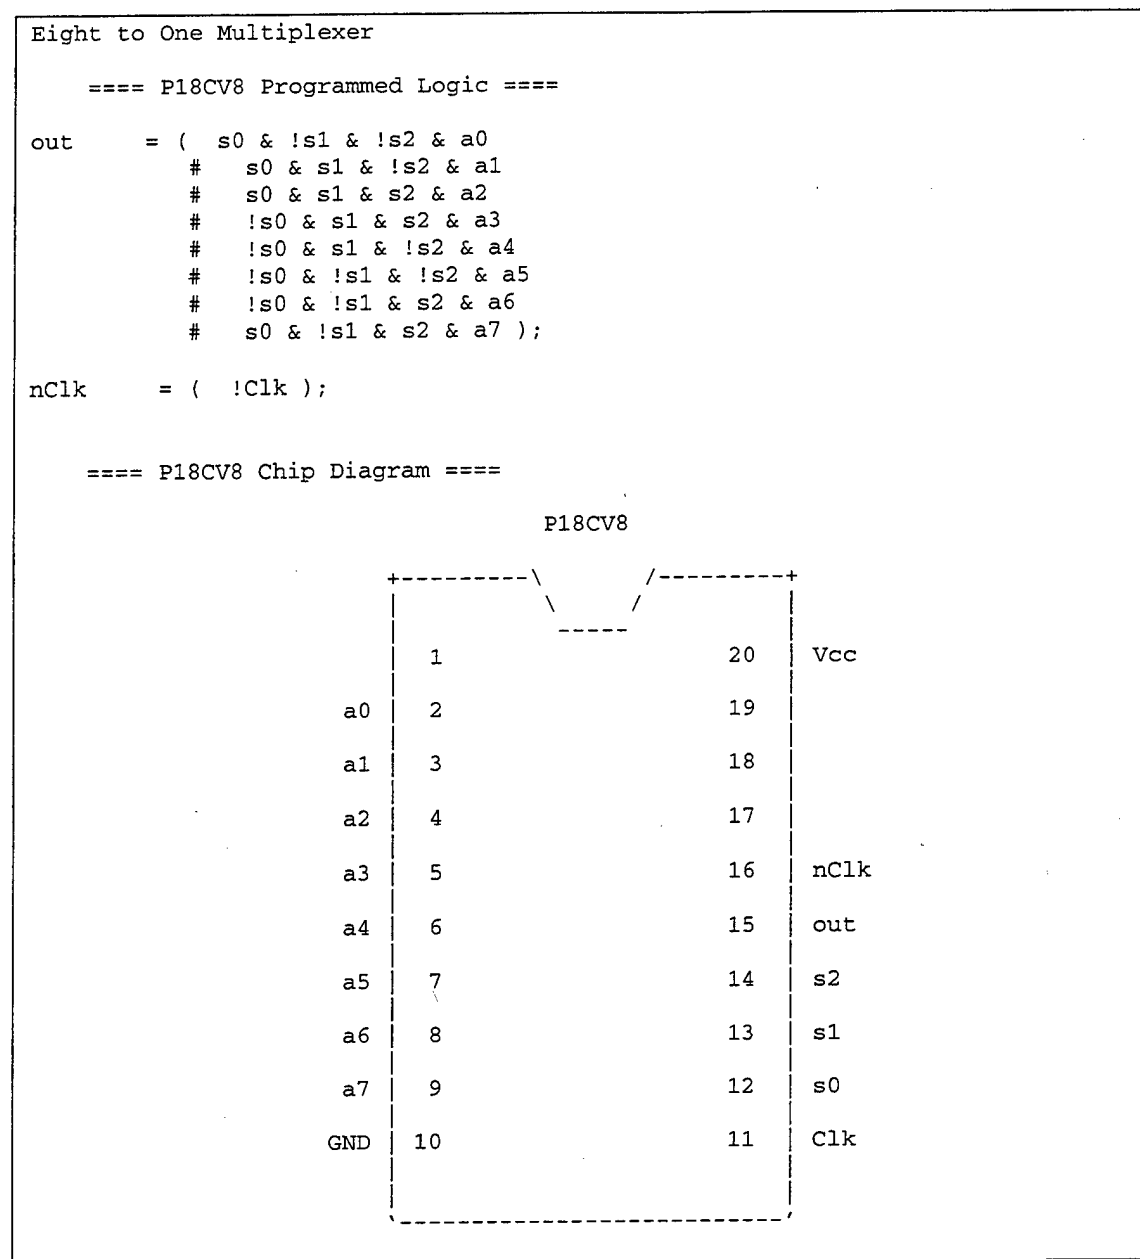 Eight to One Multiplexer
==== P18CV8 Programmed Logic ====
out = ( s0 & !s1 & !s2 & a0
# s0 & s1 & !s2 & a1
# s0 & s1 & s2 & a2
# !s0 & s1 & s2 & a3
# !s0 & s1 & !s2 & a4
# !s0 & !s1 & !s2 & a5
# !s0 & !s1 & s2 & a6
# s0 & !s1 & s2 & a7 );
nClk = ( !Clk );
==== P18CV8 Chip Diagram ====
P18CV8
1 20 Vcc
a0 2 19
a1 3 18
a2 4 17
a3 5 16 nClk
a4 6 15 out
a5 7 14 s2
a6 8 13 s1
a7 9 12 s0
GND 10 11 Clk